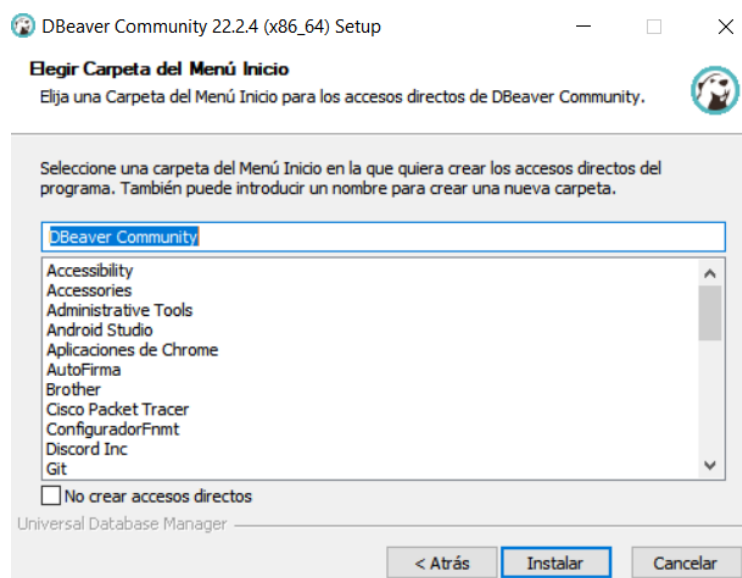 DBeaver Community 22.2.4 (x86_64) Setup
Elegir Carpeta del Menú Inicio
Elija una Carpeta del Menú Inicio para los accesos directos de DBeaver Community.
Seleccione una carpeta del Menú Inicio en la que quiera crear los accesos directos del
programa. También puede introducir un nombre para crear una nueva carpeta.
DBeaver Community
Accessibility
Accessories
Administrative Tools
Android Studio
Aplicaciones de Chrome
AutoFirma
Brother
Cisco Packet Tracer
ConfiguradorFnmt
Discord Inc
Git
No crear accesos directos
Universal Database Manager
< Atrás Instalar Cancelar